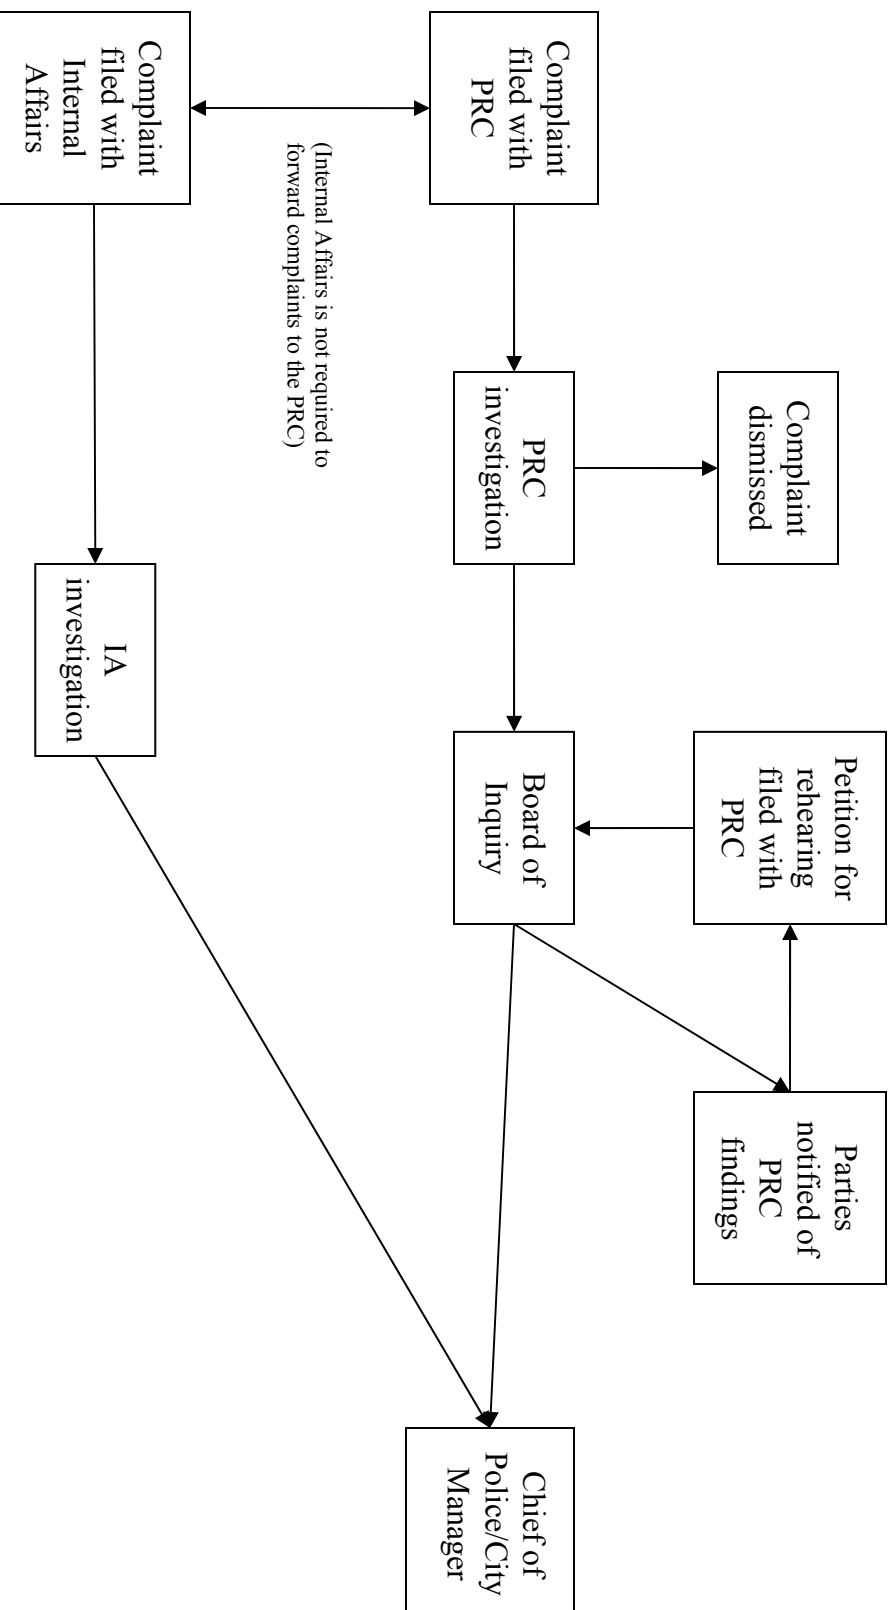 Complaint
dismissed
Petition for
rehearing
filed with
PRC
Parties
notified of
PRC
findings
Complaint
filed with
PRC
PRC
investigation
Board of
Inquiry
Chief of
Police/City
Manager
(Internal Affairs is not required to
forward complaints to the PRC)
Complaint
filed with
Internal
Affairs
IA
investigation